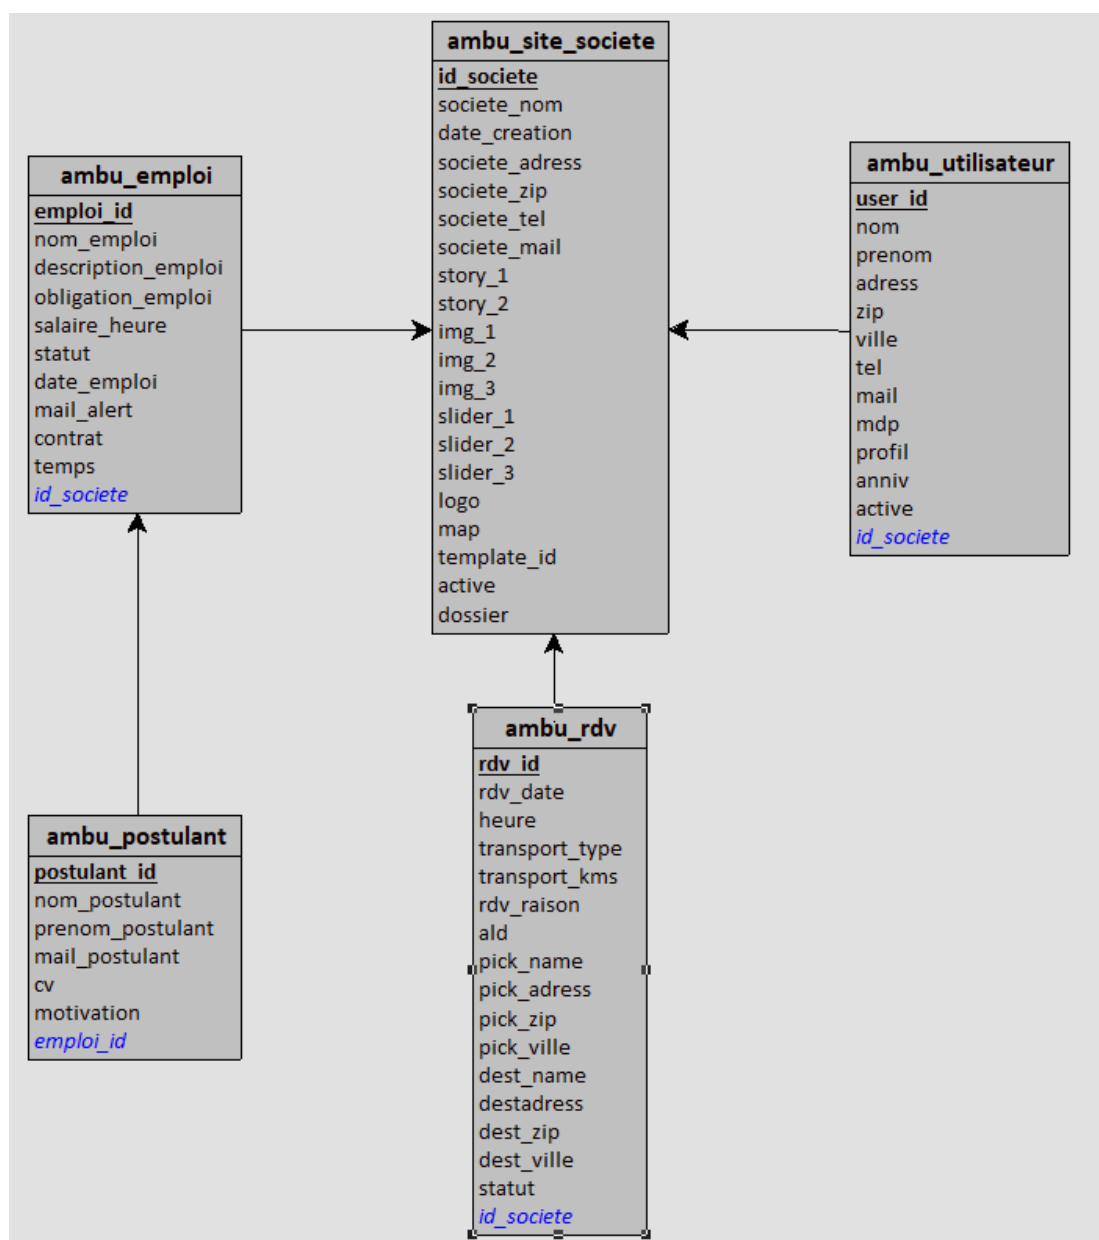 ambu_site_societe
id_societe
societe_nom
date_creation
societe_adress
societe_zip
societe_tel
societe_mail
story_1
story_2
img_1
img_2
img_3
slider_1
slider_2
slider_3
logo
map
template_id
active
dossier
ambu_emploi
emploi_id
nom_emploi
description_emploi
obligation_emploi
salaire_heure
statut
date_emploi
mail_alert
contrat
temps
id_societe
ambu_utilisateur
user_id
nom
prenom
adress
zip
ville
tel
mail
mdp
profil
anniv
active
id_societe
ambu_postulant
postulant_id
nom_postulant
prenom_postulant
mail_postulant
cv
motivation
emploi_id
ambu_rdv
rdv_id
rdv_date
heure
transport_type
transport_kms
rdv_raison
ald
pick_name
pick_adress
pick_zip
pick_ville
dest_name
destadress
dest_zip
dest_ville
statut
id_societe